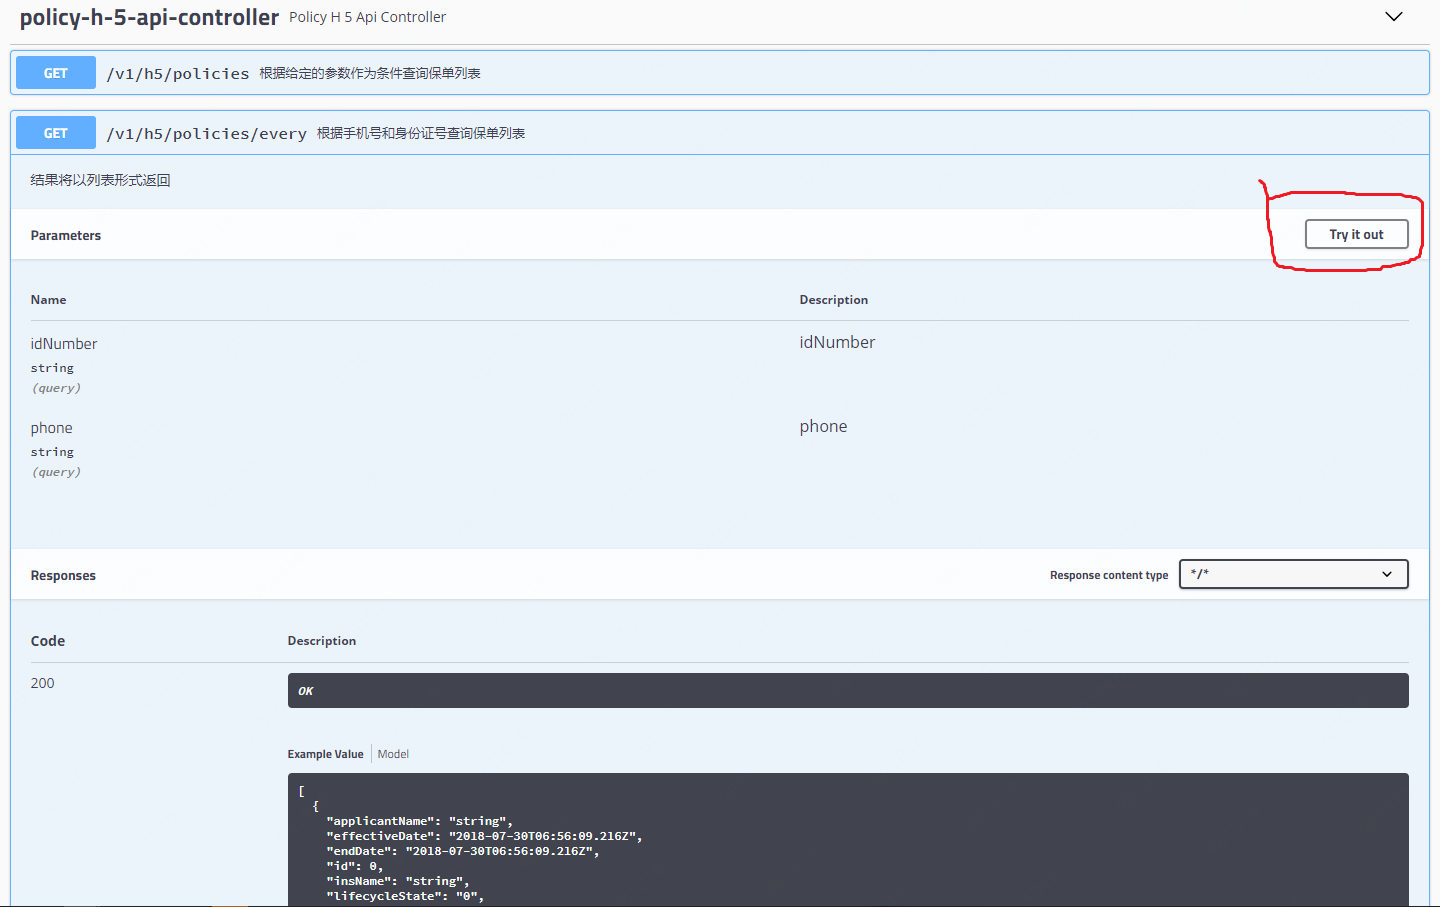 policy-h-5-api-controller Policy H 5 Api Controller
GET /v1/h5/policies 根据给定的参数作为条件查询保单列表
GET /v1/h5/policies/every 根据手机号和身份证号查询保单列表
结果将以列表形式返回
Parameters Try it out
Name Description
idNumber idNumber
string
(query)
phone phone
string
(query)
Responses Response content type */*
Code Description
200 OK
Example Value Model
[
{
"applicantName": "string",
"effectiveDate": "2018-07-30T06:56:09.216Z",
"endDate": "2018-07-30T06:56:09.216Z",
"id": 0,
"insName": "string",
"lifecycleState": "0",